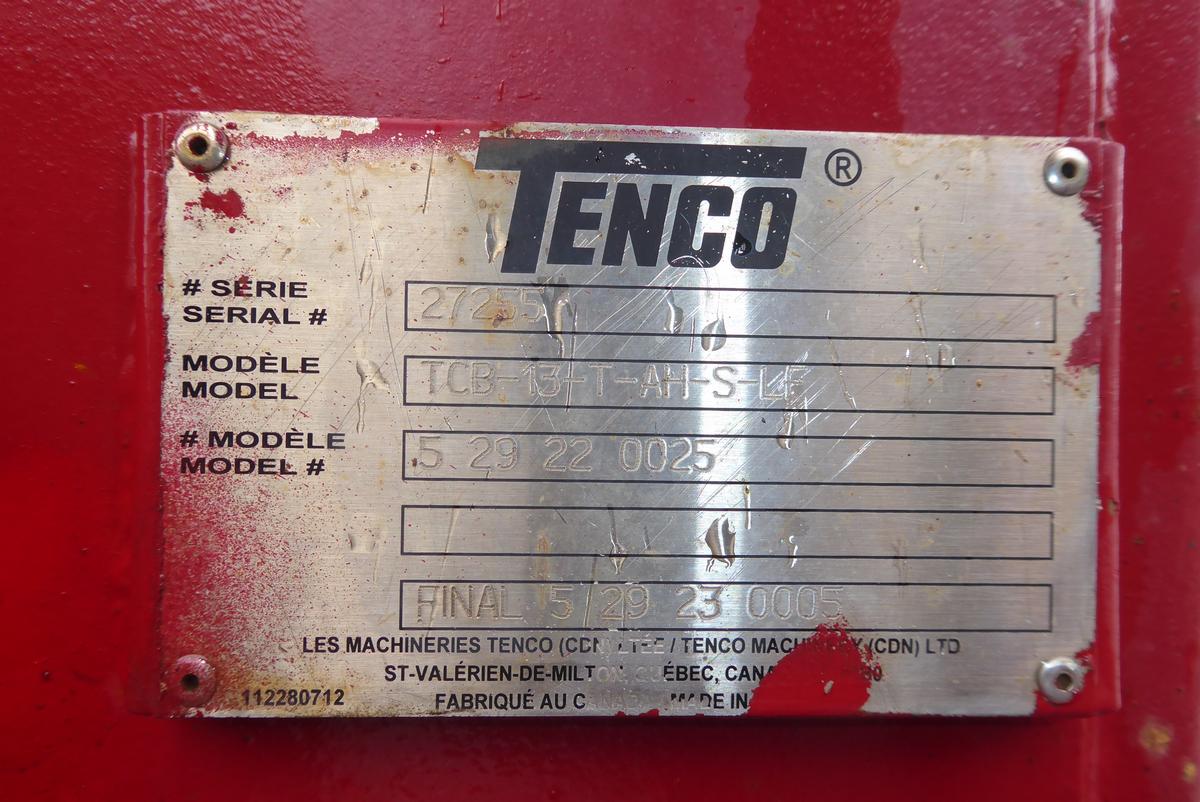 TENCO ®
# SÉRIE
SERIAL # 27255
MODÈLE
MODEL TCB-13-T-AH-S-LF
# MODÈLE
MODEL # 5 29 22 0025
FINAL 5 29 23 0005
LES MACHINERIES TENCO (CDN) LTÉE / TENCO MACHINERY (CDN) LTD
ST-VALÉRIEN-DE-MILTON, QUÉBEC,
112280712 FABRIQUÉ AU CANADA MADE IN